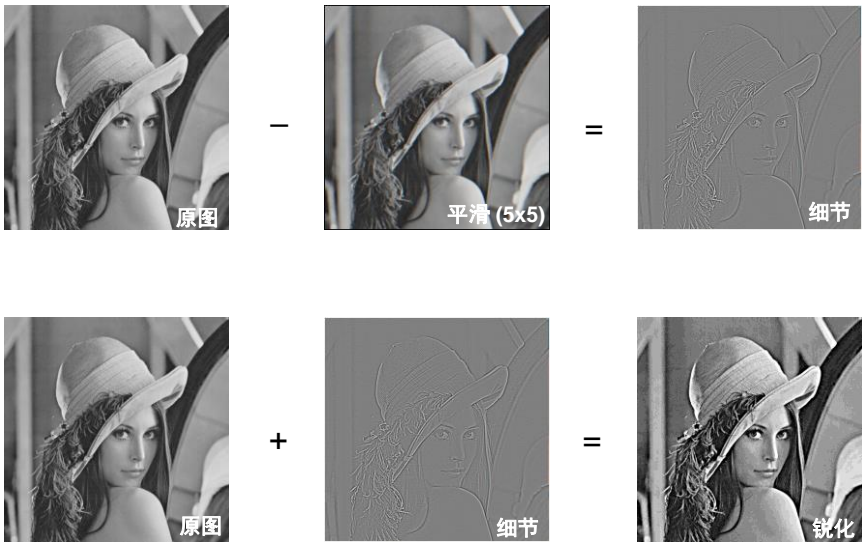 原图
−
平滑 (5x5)
=
细节
原图
+
细节
=
锐化